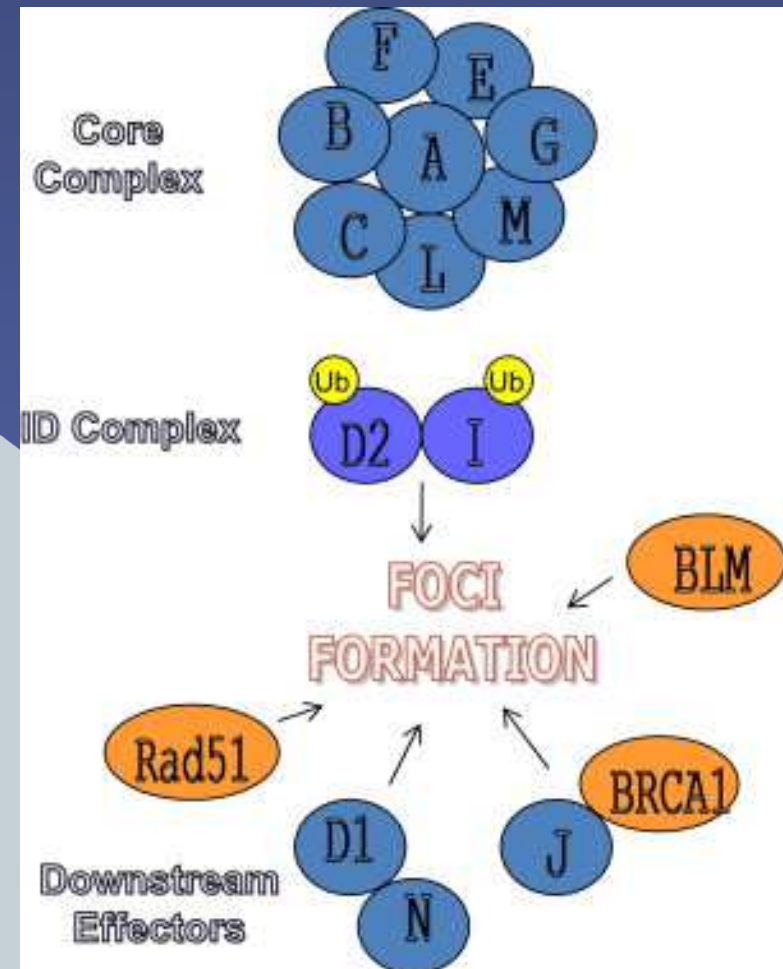 F
E
B
A
G
C
M
L
Core
Complex
Ub
Ub
D2
I
ID Complex
FOCI
FORMATION
BLM
Rad51
BRCA1
D1
J
N
Downstream
Effectors